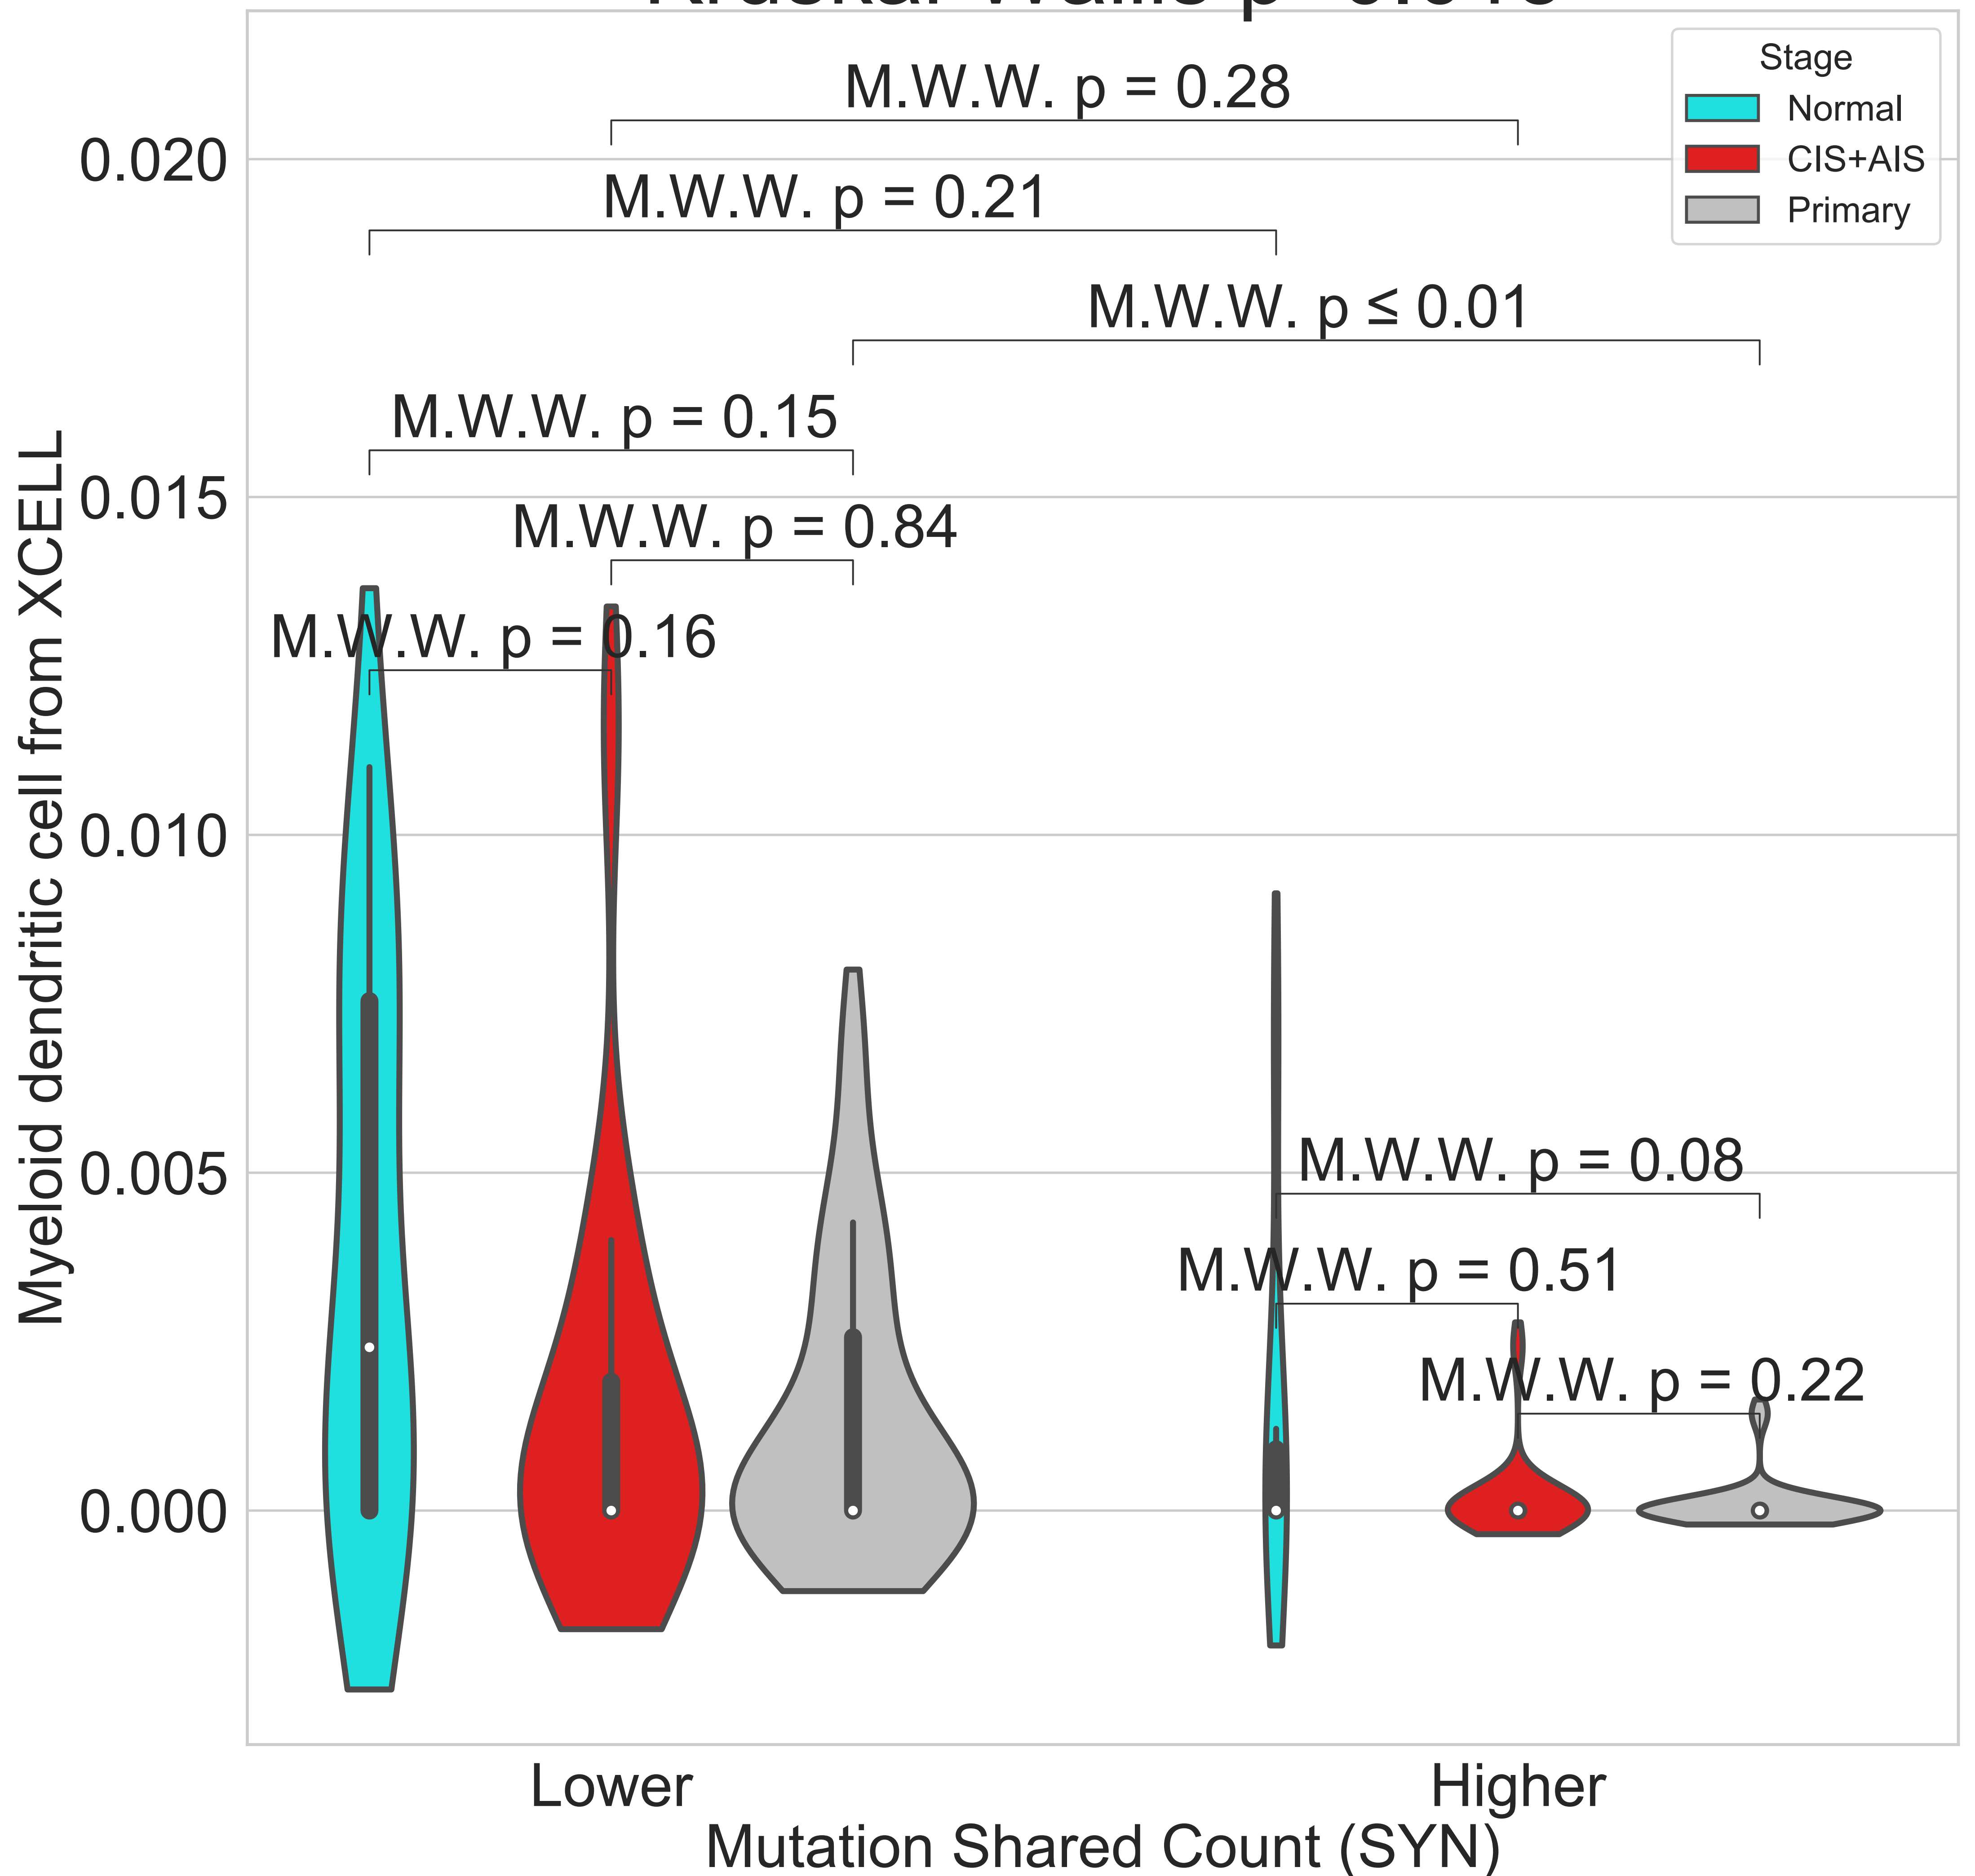 M.W.W. p = 0.28
M.W.W. p = 0.21
M.W.W. p ≤ 0.01
M.W.W. p = 0.15
M.W.W. p = 0.84
M.W.W. p = 0.16
M.W.W. p = 0.08
M.W.W. p = 0.51
M.W.W. p = 0.22
Stage
Normal
CIS+AIS
Primary
Myeloid dendritic cell from XCELL
0.020
0.015
0.010
0.005
0.000
Lower
Higher
Mutation Shared Count (SYN)